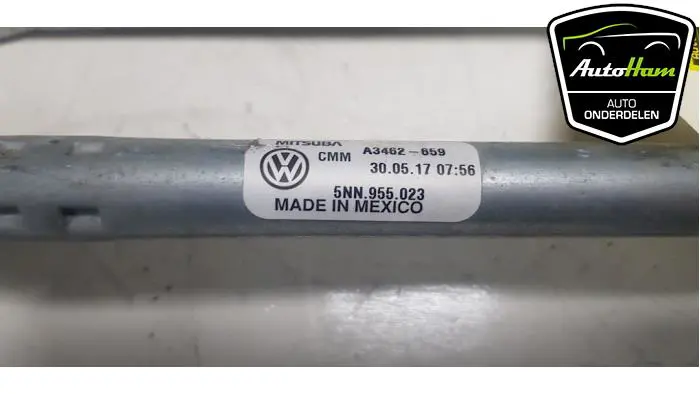 AutoHam
AUTO
ONDERDELEN
MITSUBA
CMM A3462-659
30.05.17 07:56
5NN.955.023
MADE IN MEXICO